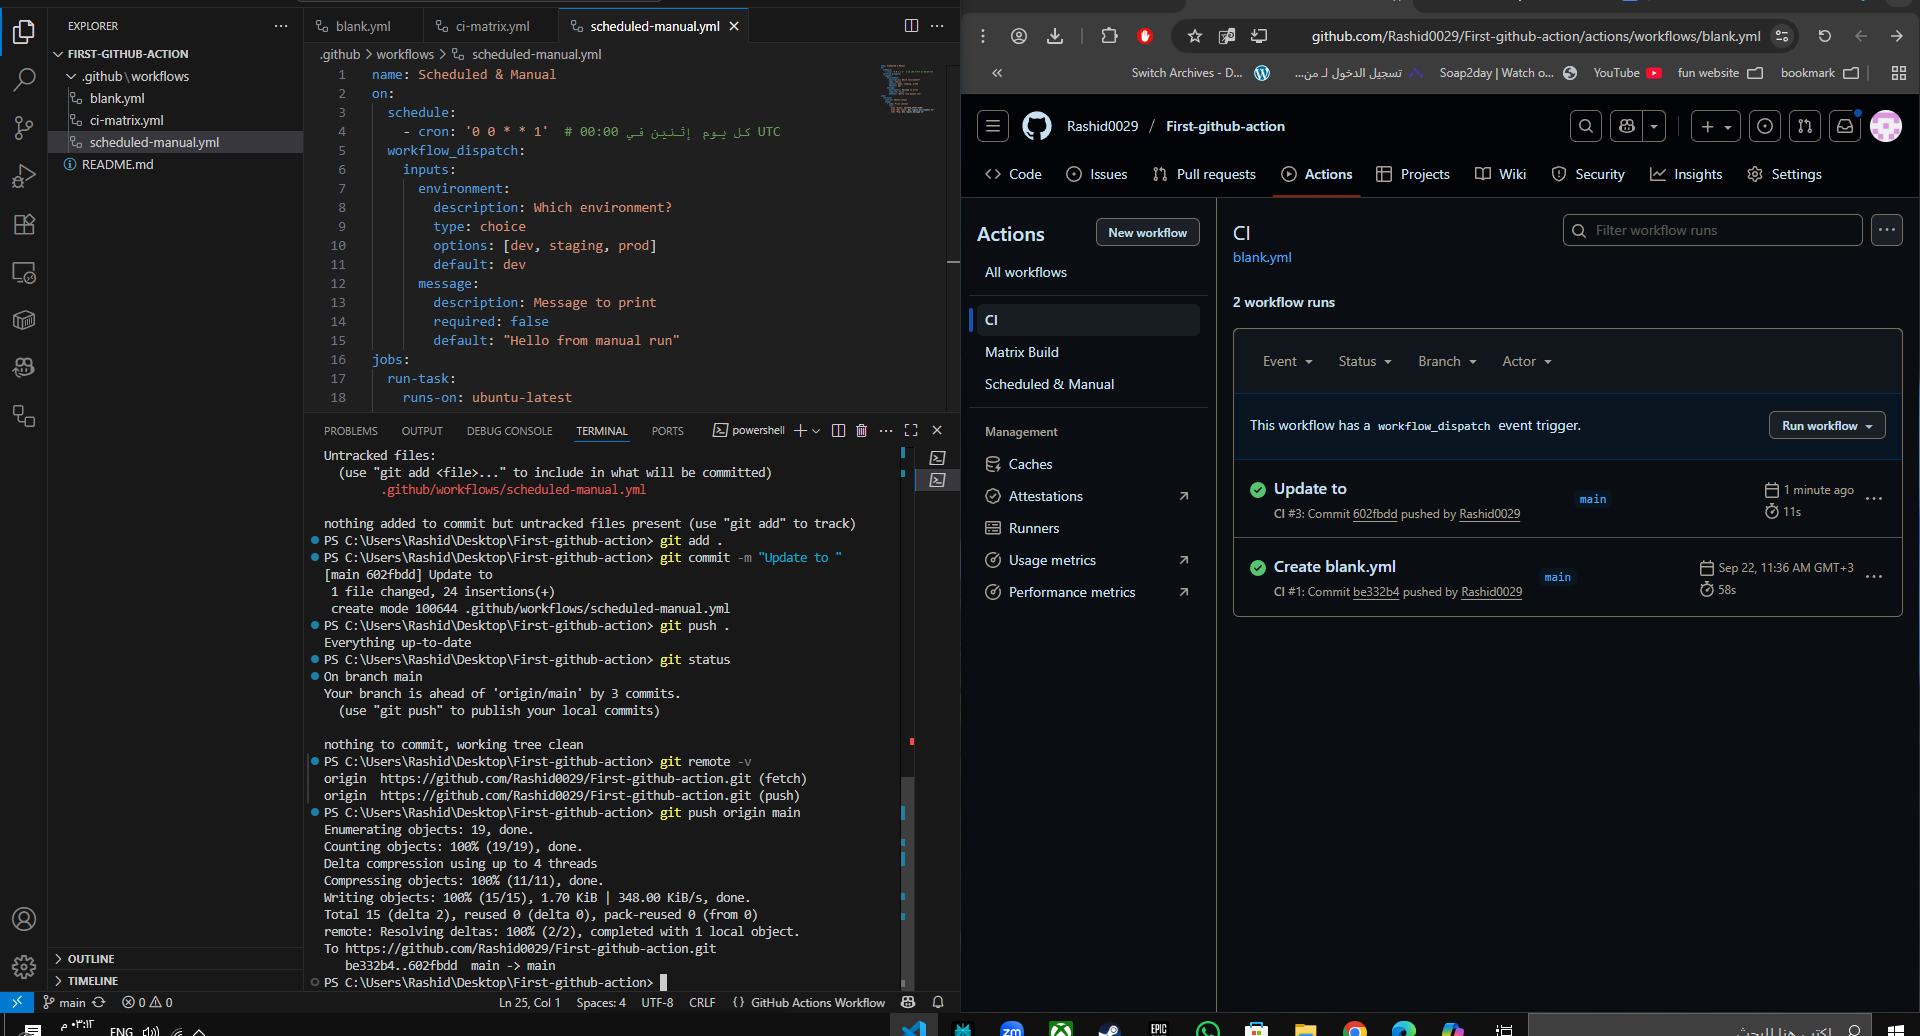 EXPLORER
FIRST-GITHUB-ACTION
.github\workflows
blank.yml
ci-matrix.yml
scheduled-manual.yml
README.md
OUTLINE
TIMELINE
blank.yml
ci-matrix.yml
scheduled-manual.yml
.github > workflows > scheduled-manual.yml
1 name: Scheduled & Manual
2 on:
3 schedule:
4 - cron: '0 0 * * 1' # كل يوم إثنين في 00:00 UTC
5 workflow_dispatch:
6 inputs:
7 environment:
8 description: Which environment?
9 type: choice
10 options: [dev, staging, prod]
11 default: dev
12 message:
13 description: Message to print
14 required: false
15 default: "Hello from manual run"
16 jobs:
17 run-task:
18 runs-on: ubuntu-latest
PROBLEMS OUTPUT DEBUG CONSOLE TERMINAL PORTS powershell
Untracked files:
(use "git add <file>..." to include in what will be committed)
.github/workflows/scheduled-manual.yml
nothing added to commit but untracked files present (use "git add" to track)
PS C:\Users\Rashid\Desktop\First-github-action> git add .
PS C:\Users\Rashid\Desktop\First-github-action> git commit -m "Update to "
[main 602fbdd] Update to
1 file changed, 24 insertions(+)
create mode 100644 .github/workflows/scheduled-manual.yml
PS C:\Users\Rashid\Desktop\First-github-action> git push .
Everything up-to-date
PS C:\Users\Rashid\Desktop\First-github-action> git status
On branch main
Your branch is ahead of 'origin/main' by 3 commits.
(use "git push" to publish your local commits)
nothing to commit, working tree clean
PS C:\Users\Rashid\Desktop\First-github-action> git remote -v
origin https://github.com/Rashid0029/First-github-action.git (fetch)
origin https://github.com/Rashid0029/First-github-action.git (push)
PS C:\Users\Rashid\Desktop\First-github-action> git push origin main
Enumerating objects: 19, done.
Counting objects: 100% (19/19), done.
Delta compression using up to 4 threads
Compressing objects: 100% (11/11), done.
Writing objects: 100% (15/15), 1.70 KiB | 348.00 KiB/s, done.
Total 15 (delta 2), reused 0 (delta 0), pack-reused 0 (from 0)
remote: Resolving deltas: 100% (2/2), completed with 1 local object.
To https://github.com/Rashid0029/First-github-action.git
be332b4..602fbdd main -> main
PS C:\Users\Rashid\Desktop\First-github-action>
main 0 0 Ln 25, Col 1 Spaces: 4 UTF-8 CRLF {} GitHub Actions Workflow
github.com/Rashid0029/First-github-action/actions/workflows/blank.yml
Switch Archives - D... تسجيل الدخول لـ من... Soap2day | Watch o... YouTube fun website bookmark
Rashid0029 / First-github-action
Code Issues Pull requests Actions Projects Wiki Security Insights Settings
Actions
New workflow
All workflows
CI
Matrix Build
Scheduled & Manual
Management
Caches
Attestations
Runners
Usage metrics
Performance metrics
CI
blank.yml
Filter workflow runs
2 workflow runs
Event Status Branch Actor
This workflow has a workflow_dispatch event trigger.
Run workflow
Update to
main
1 minute ago
CI #3: Commit 602fbdd pushed by Rashid0029
11s
Create blank.yml
main
Sep 22, 11:36 AM GMT+3
CI #1: Commit be332b4 pushed by Rashid0029
58s
٠٣:١٢ م
ENG
zm
EPIC
اكتب هنا للبحث